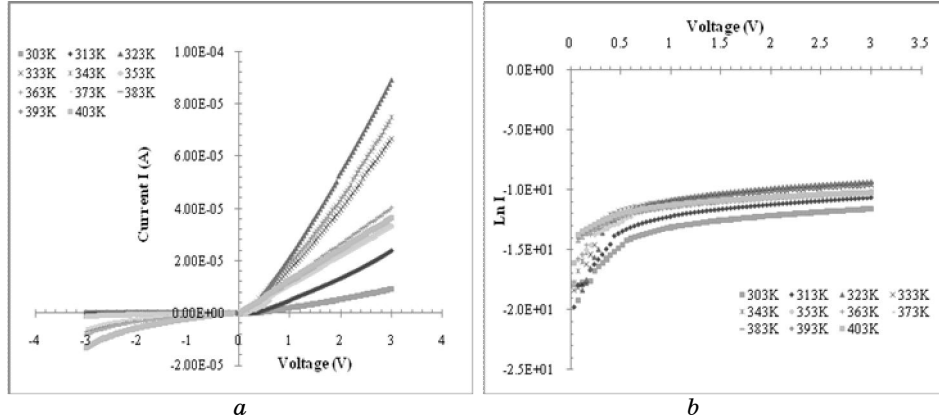 303K 313K 323K
333K 343K 353K
363K 373K 383K
393K 403K
1.00E-04
8.00E-05
6.00E-05
4.00E-05
2.00E-05
0.00E+00
-2.00E-05
-4 -3 -2 -1 0 1 2 3 4
Current I (A)
Voltage (V)
a
Voltage (V)
0 0.5 1 1.5 2 2.5 3 3.5
0.0E+00
-5.0E+00
-1.0E+01
-1.5E+01
-2.0E+01
-2.5E+01
Ln I
303K 313K 323K 333K
343K 353K 363K 373K
383K 393K 403K
b